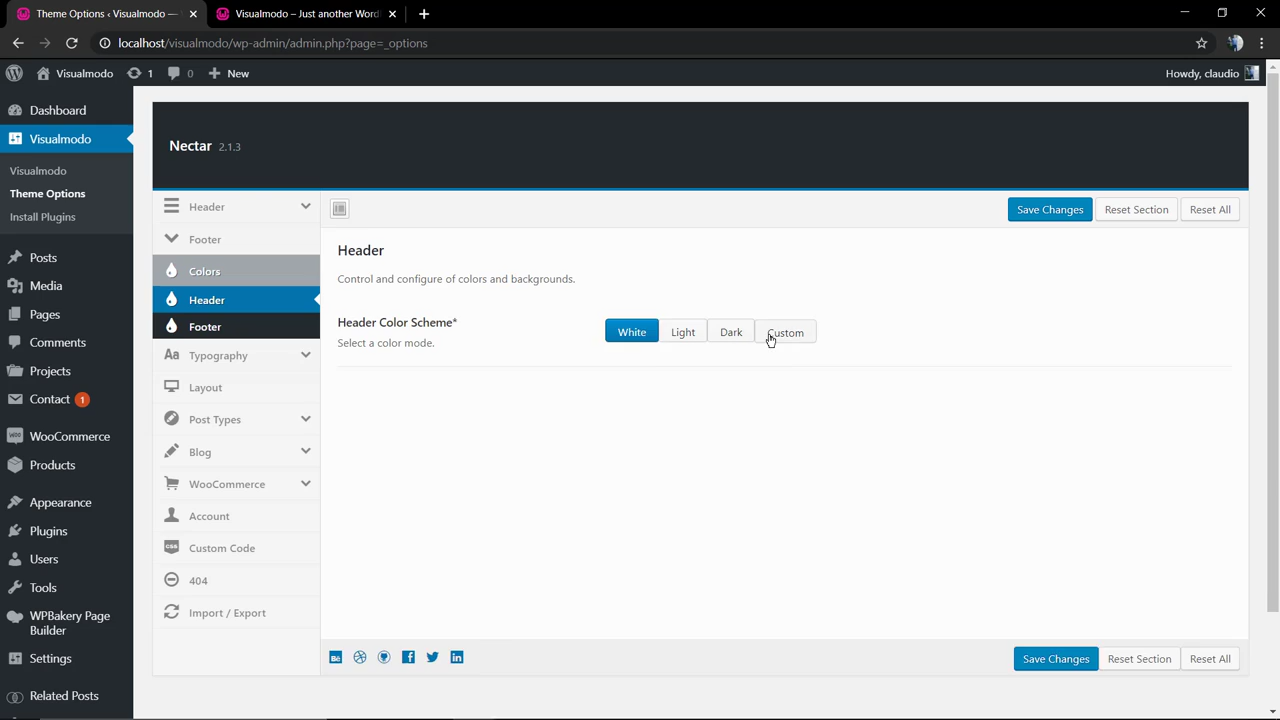 Theme Options ‹ Visualmodo —
Visualmodo – Just another Word
localhost/visualmodo/wp-admin/admin.php?page=_options
Visualmodo
1
0
New
Howdy, claudio
Dashboard
Visualmodo
Visualmodo
Theme Options
Install Plugins
Posts
Media
Pages
Comments
Projects
Contact 1
WooCommerce
Products
Appearance
Plugins
Users
Tools
WPBakery Page
Builder
Settings
Related Posts
Nectar 2.1.3
Header
Footer
Colors
Header
Footer
Aa Typography
Layout
Post Types
Blog
WooCommerce
Account
css Custom Code
404
Import / Export
Save Changes Reset Section Reset All
Header
Control and configure of colors and backgrounds.
Header Color Scheme*
Select a color mode.
White Light Dark Custom
Save Changes Reset Section Reset All